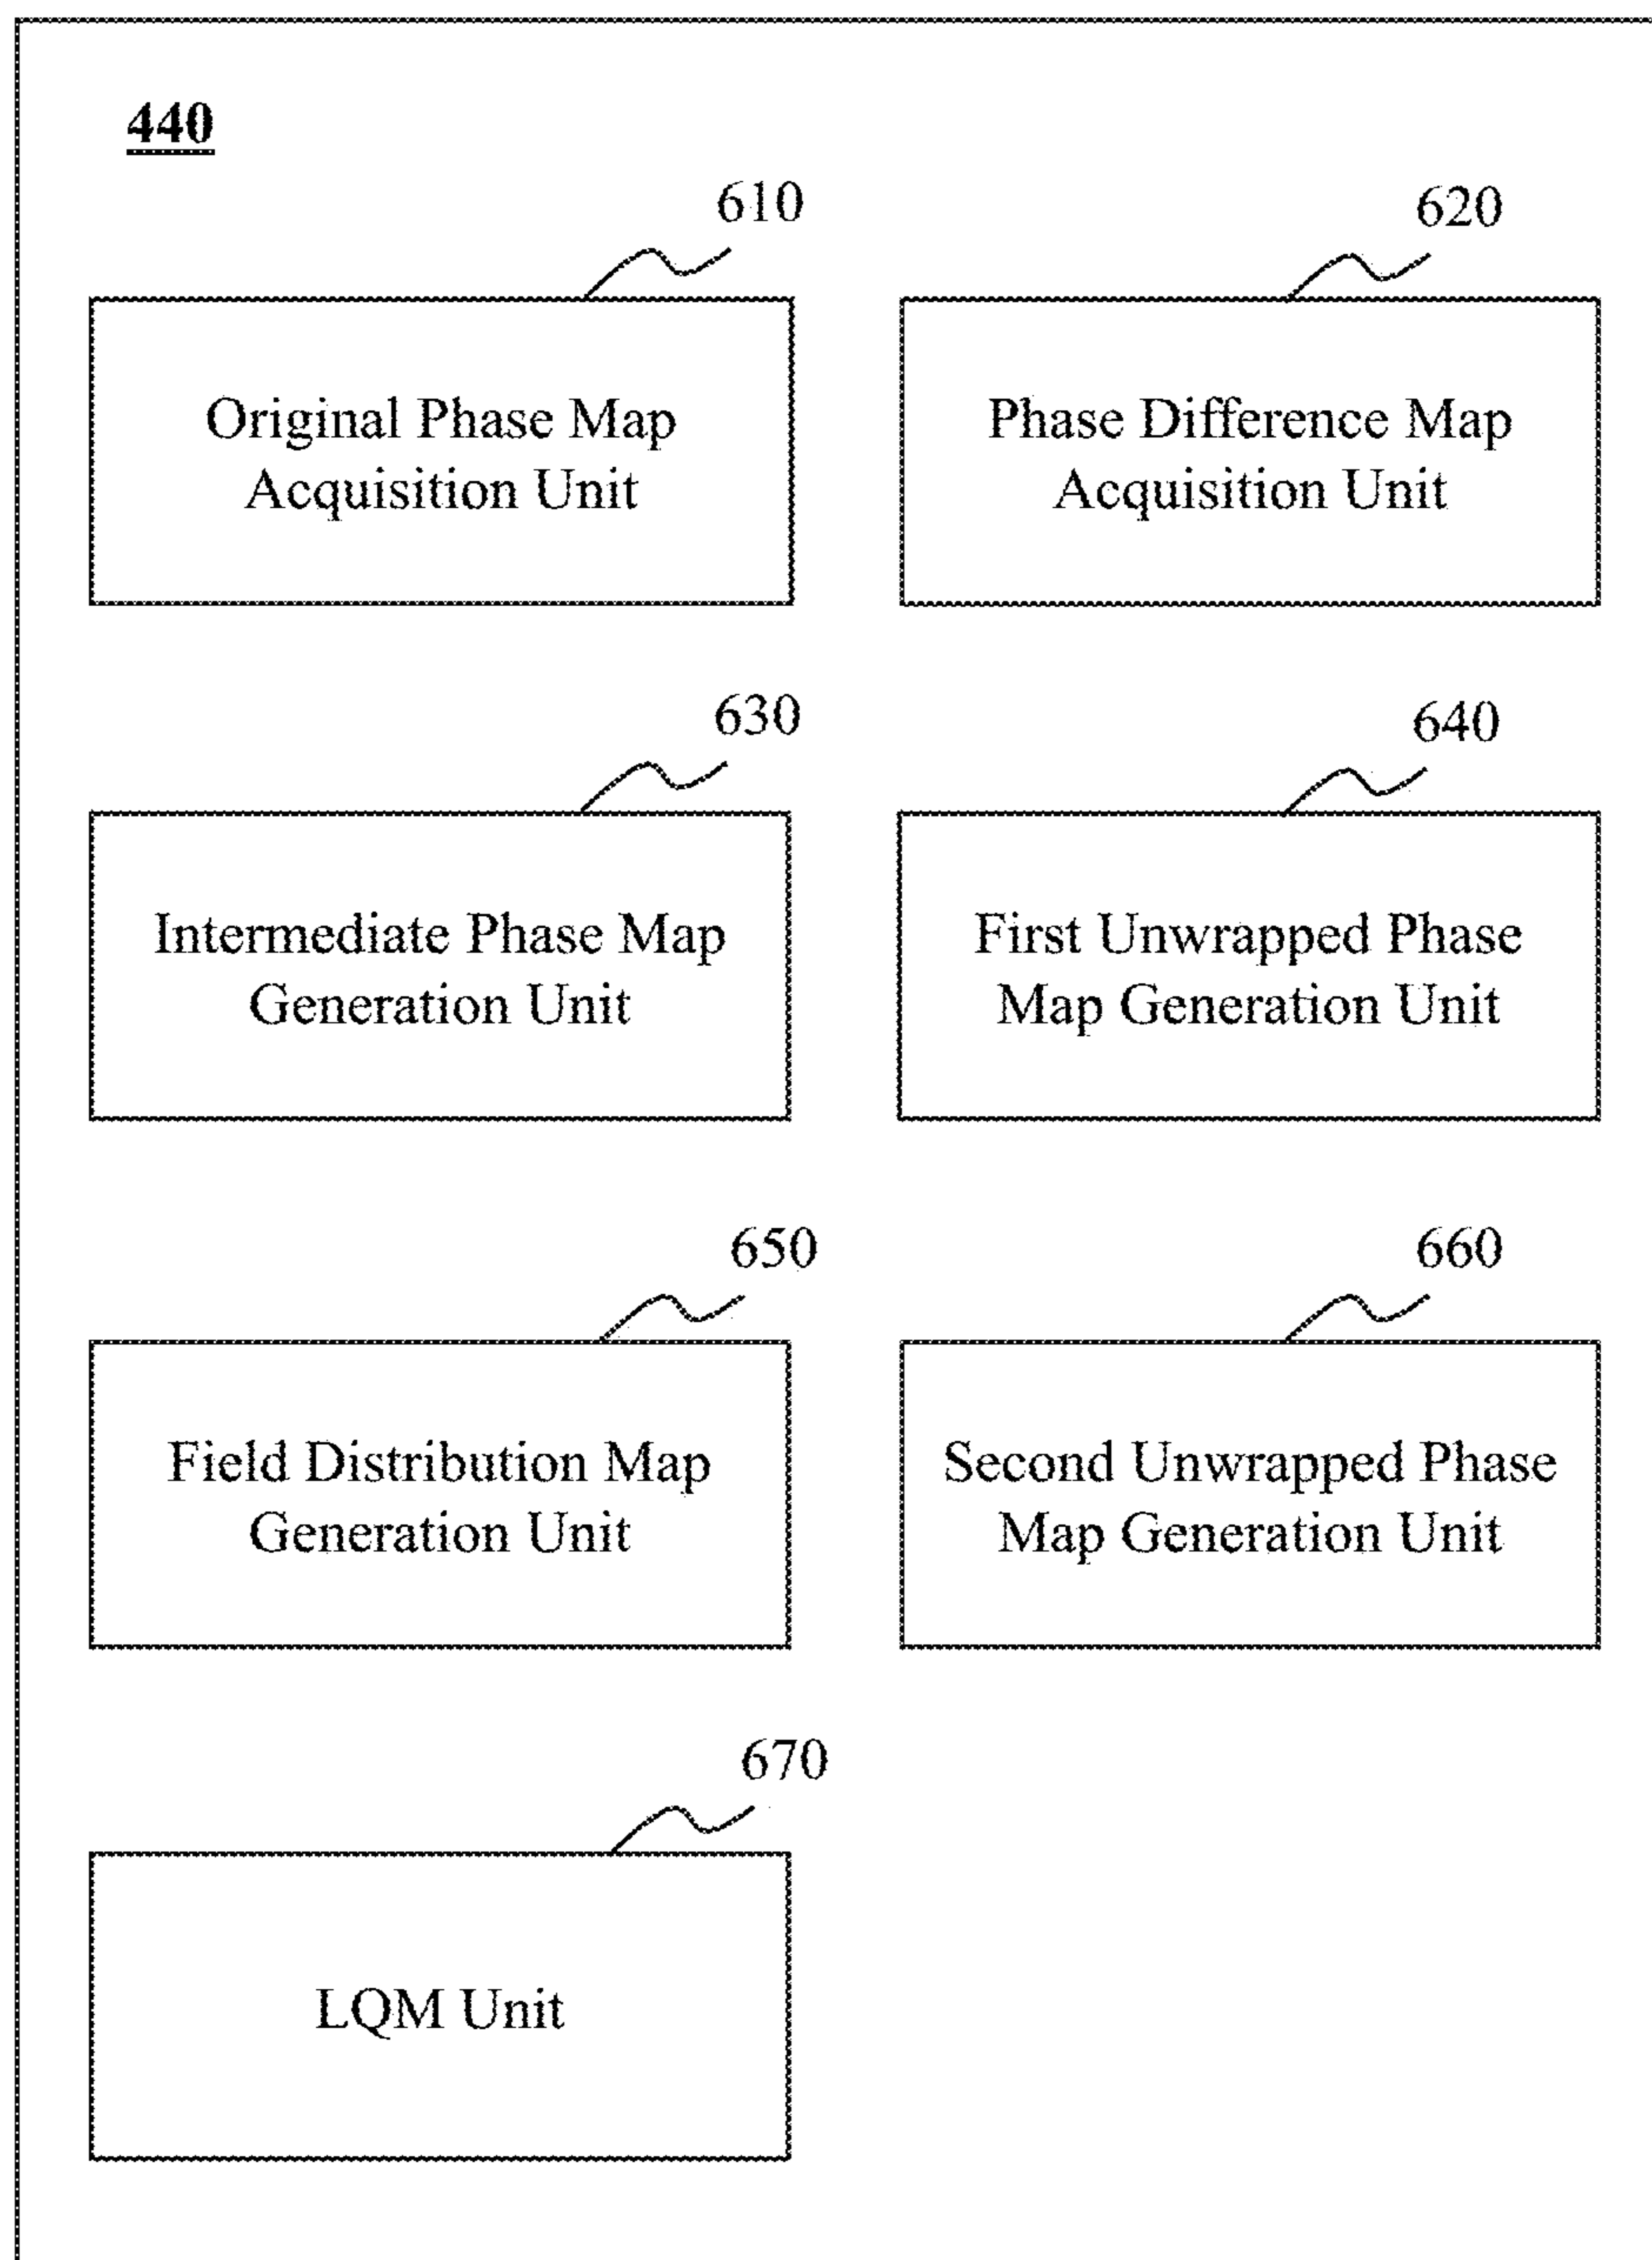 440
610
620
Original Phase Map
Acquisition Unit
Phase Difference Map
Acquisition Unit
630
640
Intermediate Phase Map
Generation Unit
First Unwrapped Phase
Map Generation Unit
650
660
Field Distribution Map
Generation Unit
Second Unwrapped Phase
Map Generation Unit
670
LQM Unit